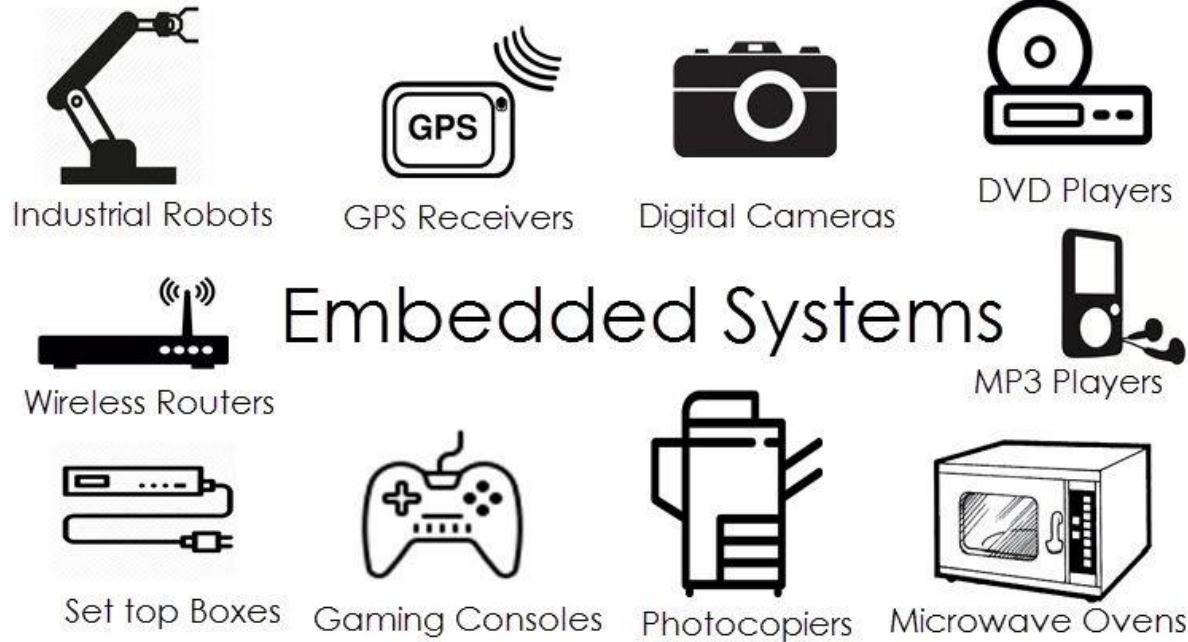 GPS
Industrial Robots
GPS Receivers
Digital Cameras
DVD Players
Embedded Systems
Wireless Routers
MP3 Players
Set top Boxes
Gaming Consoles
Photocopiers
Microwave Ovens